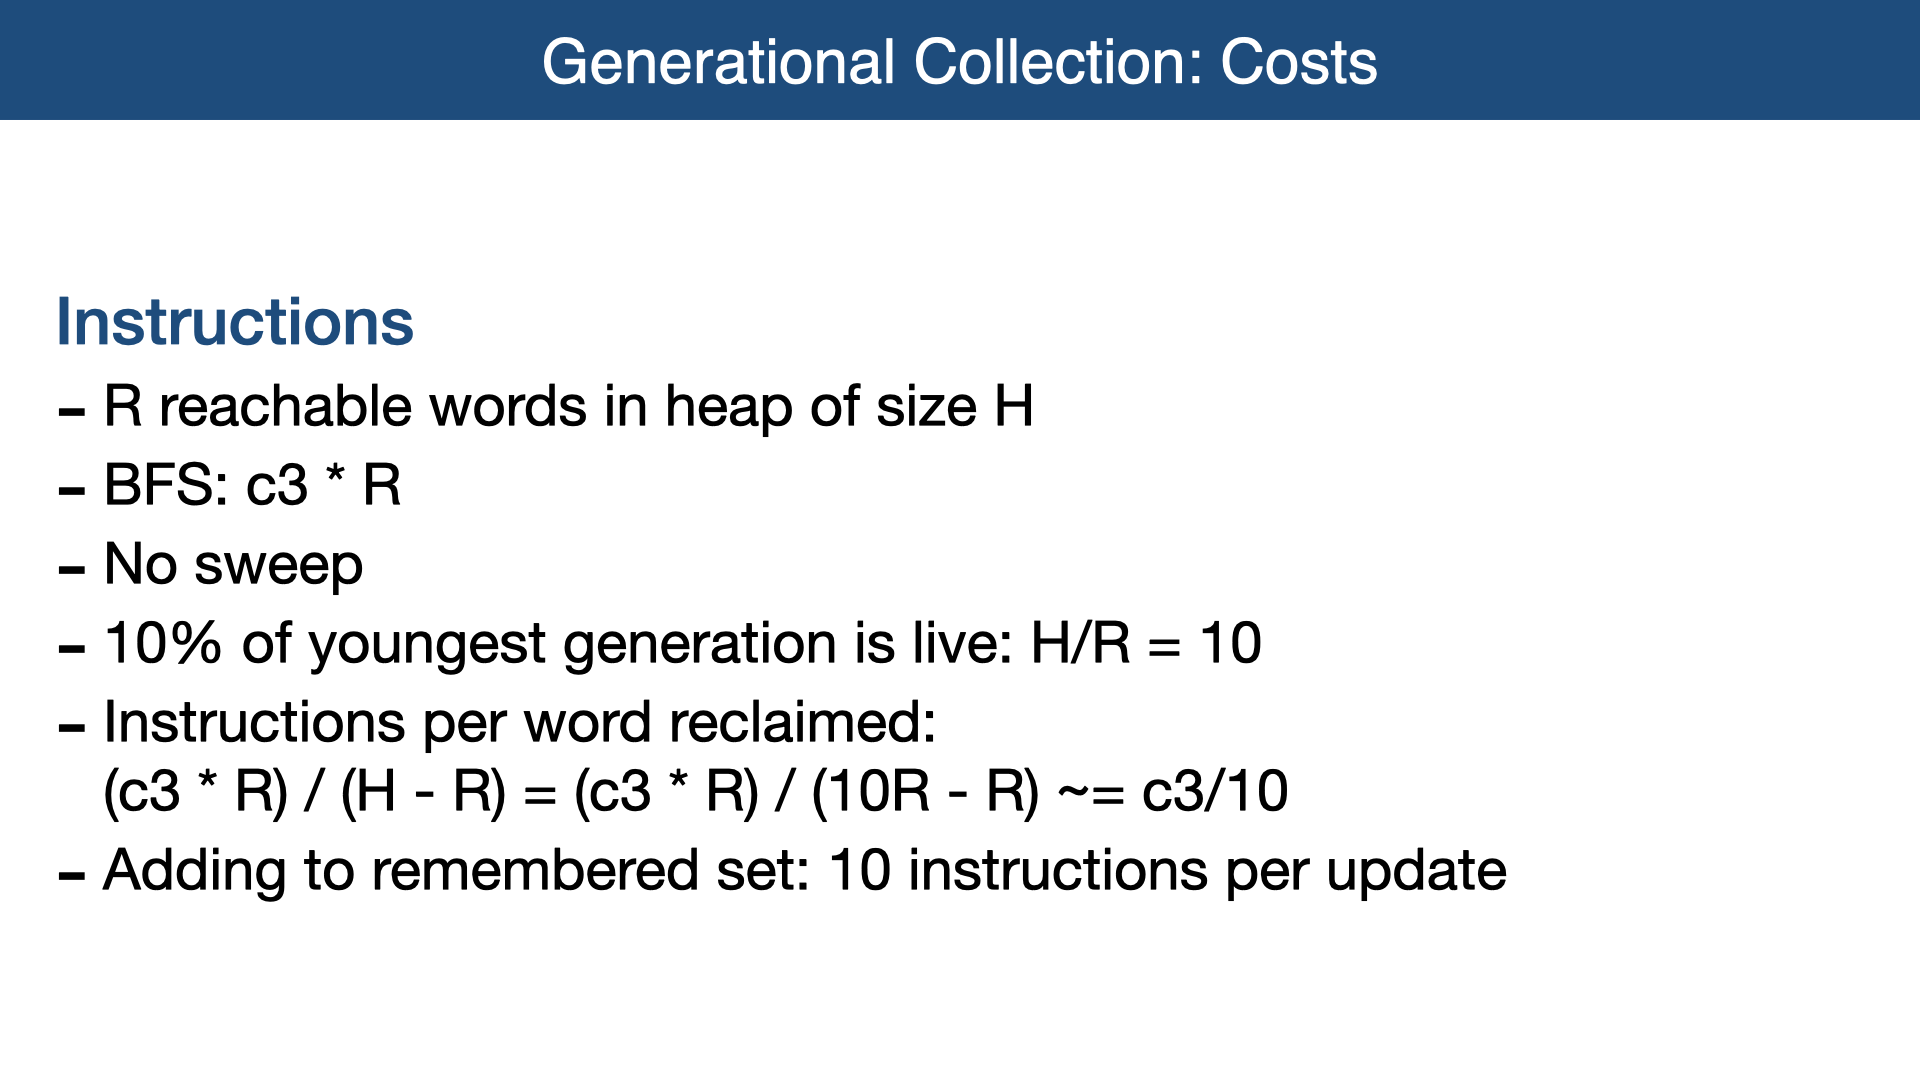 Generational Collection: Costs
Instructions
- R reachable words in heap of size H
- BFS: c3 * R
- No sweep
- 10% of youngest generation is live: H/R = 10
- Instructions per word reclaimed:
(c3 * R) / (H - R) = (c3 * R) / (10R - R) ~= c3/10
- Adding to remembered set: 10 instructions per update